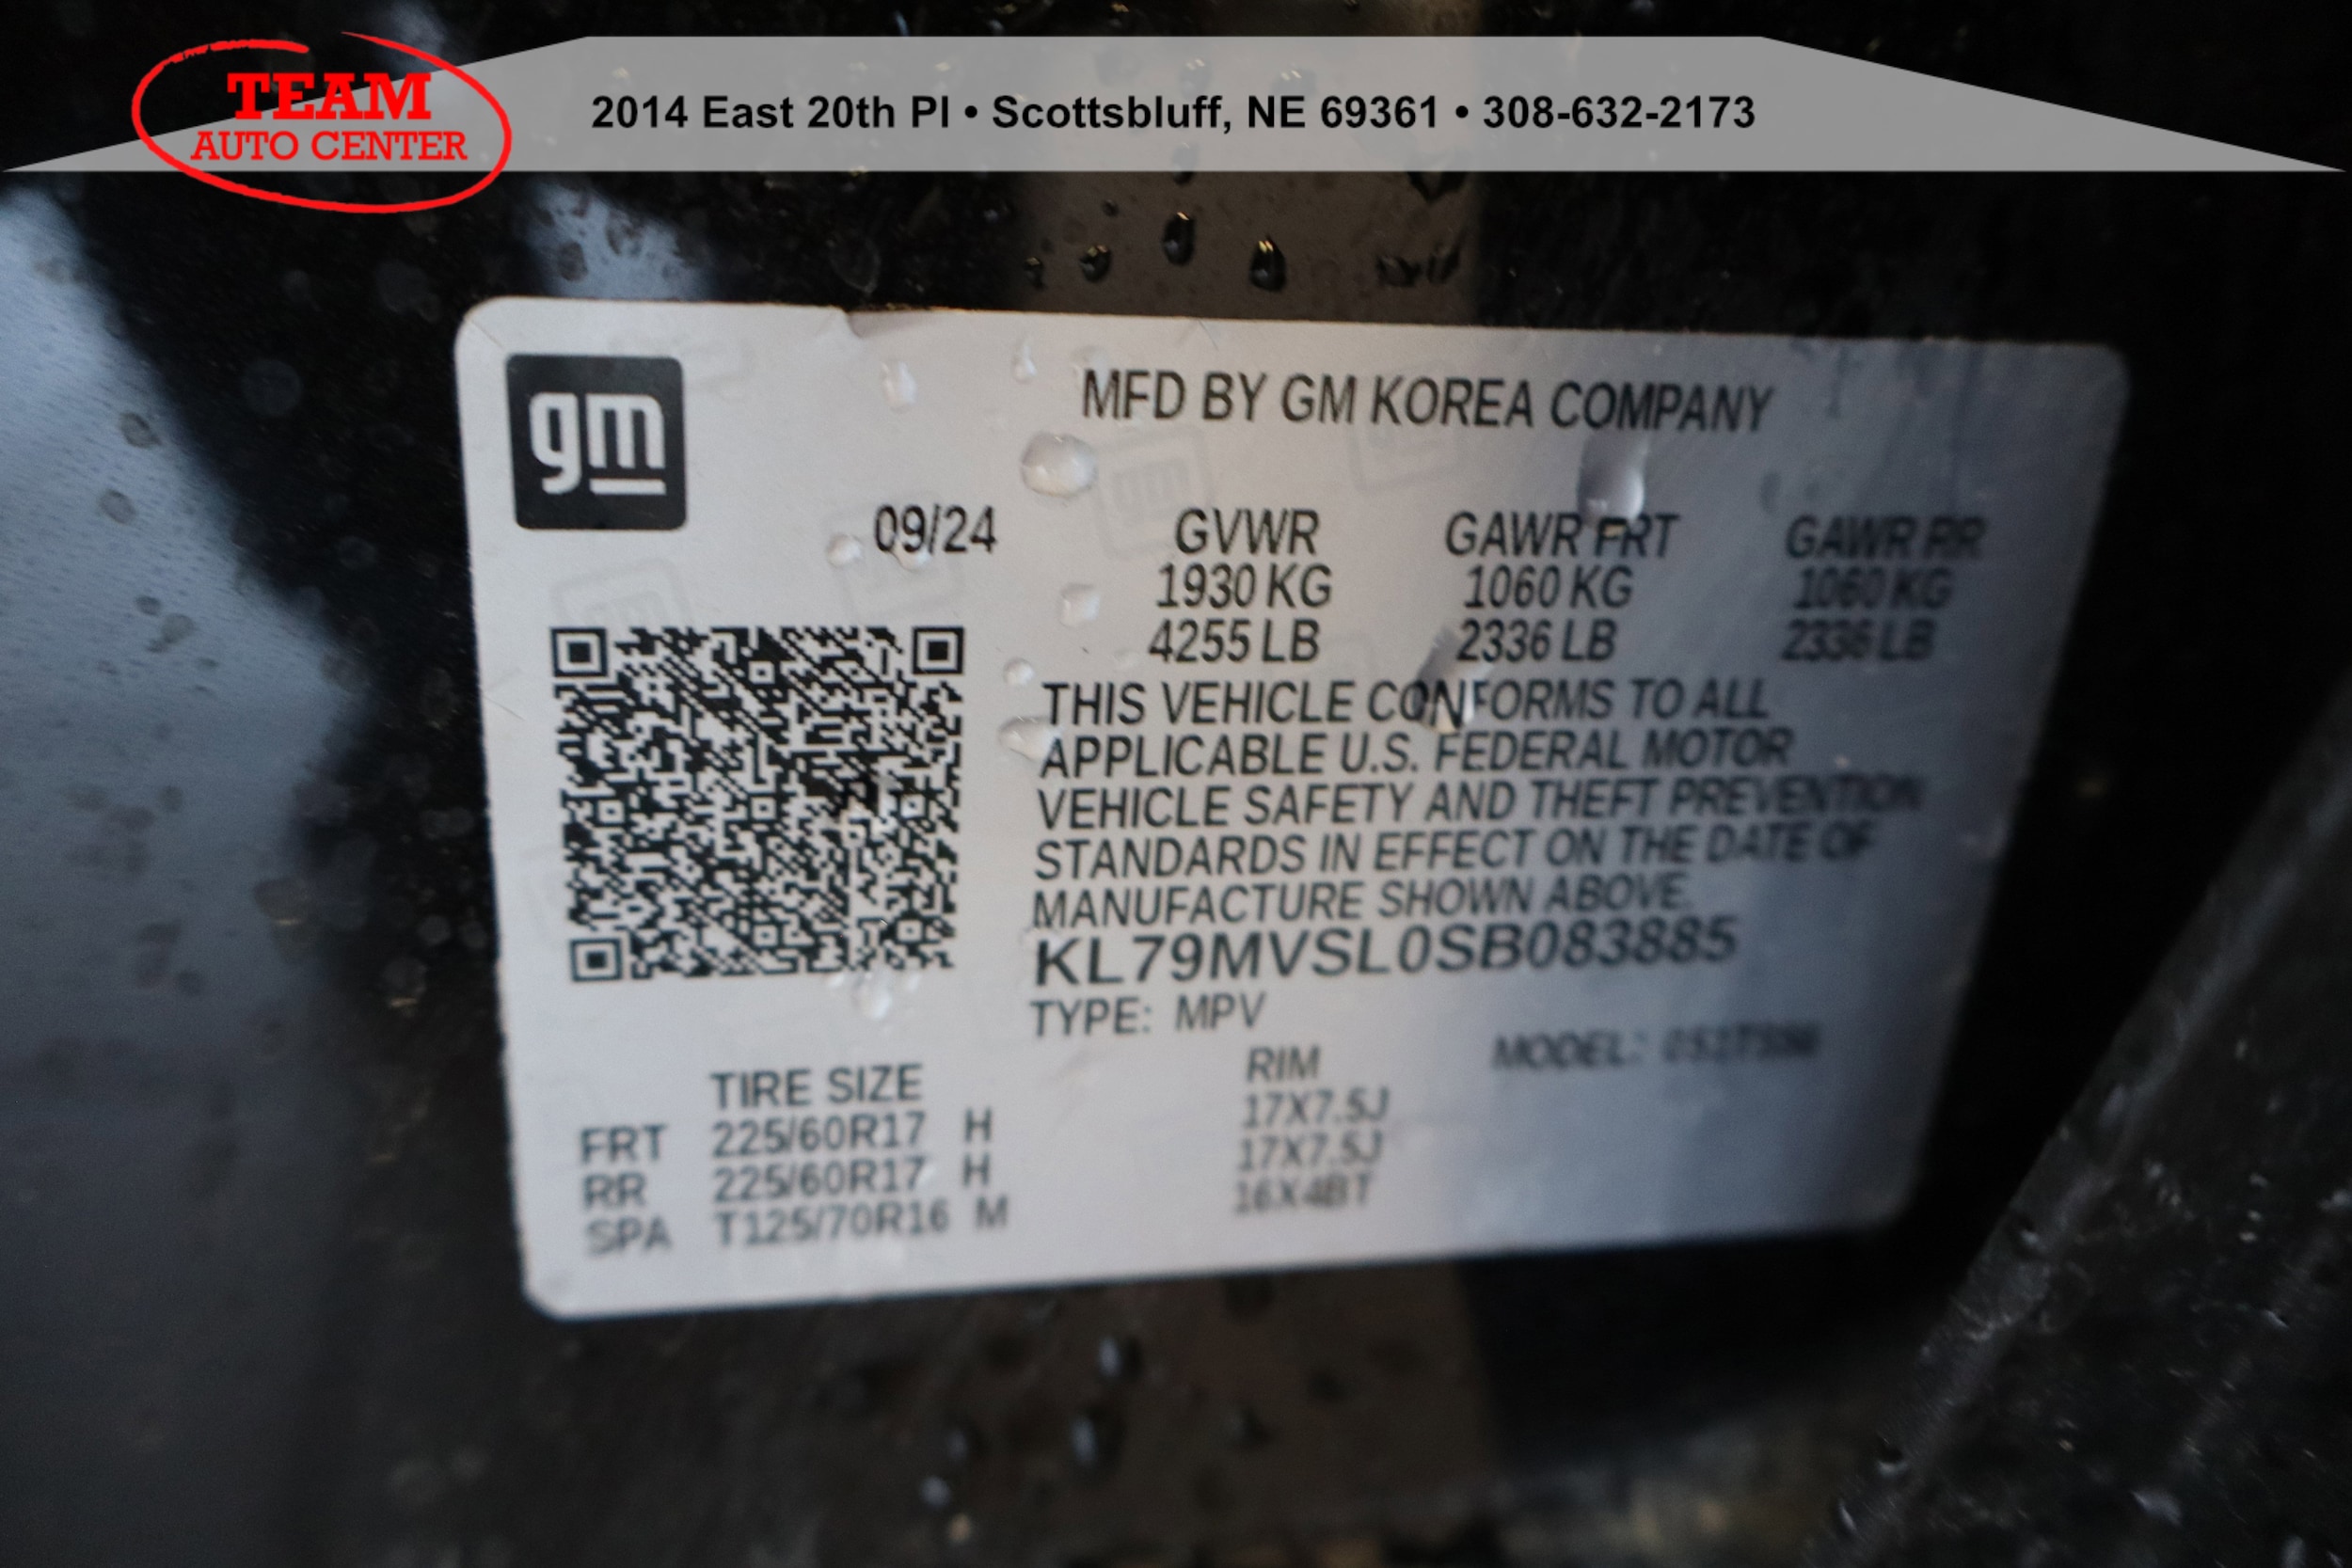 TEAM
AUTO CENTER
2014 East 20th Pl • Scottsbluff, NE 69361 • 308-632-2173
gm
MFD BY GM KOREA COMPANY
09/24 GVWR GAWR FRT GAWR RR
1930 KG 1060 KG 1060 KG
4255 LB 2336 LB 2336 LB
THIS VEHICLE CONFORMS TO ALL
APPLICABLE U.S. FEDERAL MOTOR
VEHICLE SAFETY AND THEFT PREVENTION
STANDARDS IN EFFECT ON THE DATE OF
MANUFACTURE SHOWN ABOVE.
KL79MVSL0SB083885
TYPE: MPV MODEL:
TIRE SIZE RIM
FRT 225/60R17 H 17X7.5J
RR 225/60R17 H 17X7.5J
SPA T125/70R16 M 16X4BT